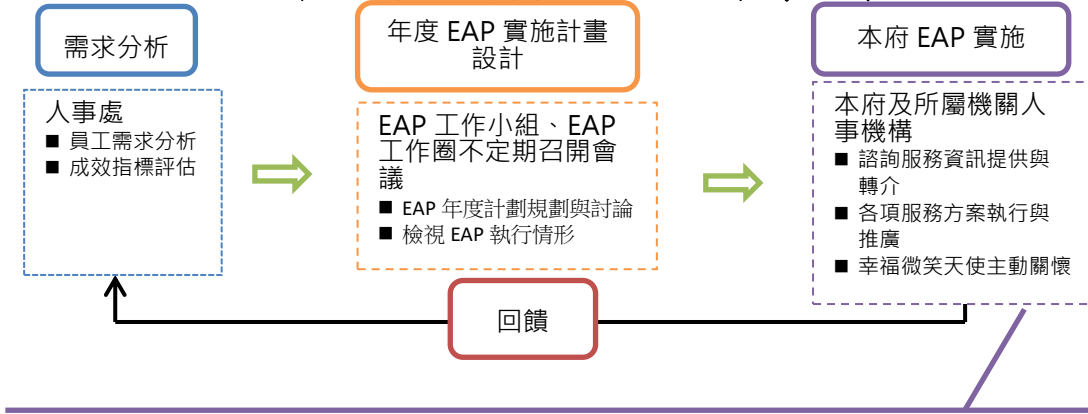 需求分析
人事處
■ 員工需求分析
■ 成效指標評估
年度 EAP 實施計畫
設計
EAP 工作小組、EAP
工作圈不定期召開會
議
■ EAP 年度計劃規劃與討論
■ 檢視 EAP 執行情形
本府 EAP 實施
本府及所屬機關人
事機構
■ 諮詢服務資訊提供與
轉介
■ 各項服務方案執行與
推廣
■ 幸福微笑天使主動關懷
回饋